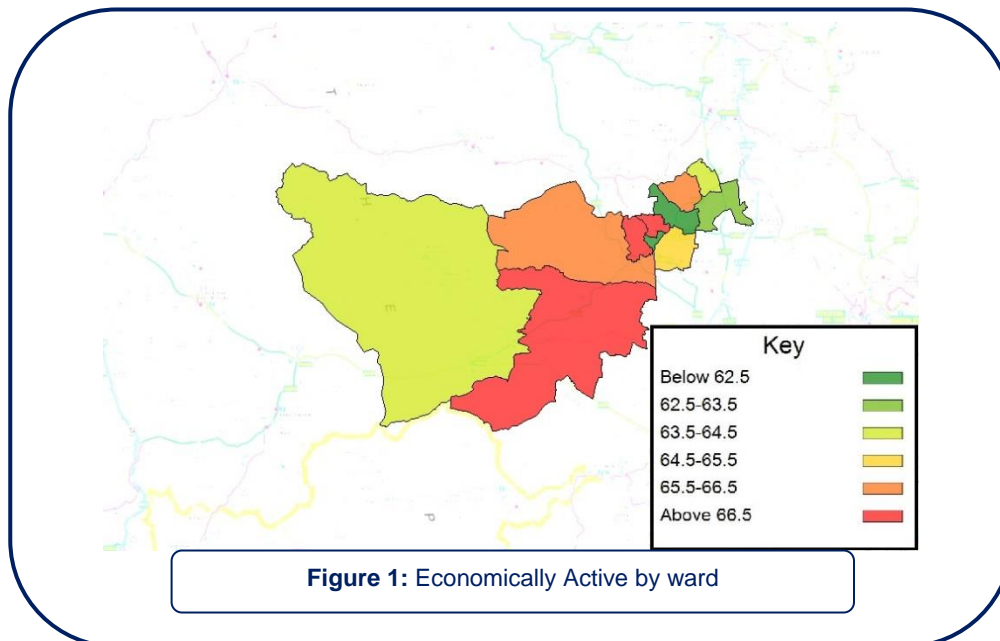 T
H
E
P
Key
Below 62.5
62.5-63.5
63.5-64.5
64.5-65.5
65.5-66.5
Above 66.5
Figure 1: Economically Active by ward